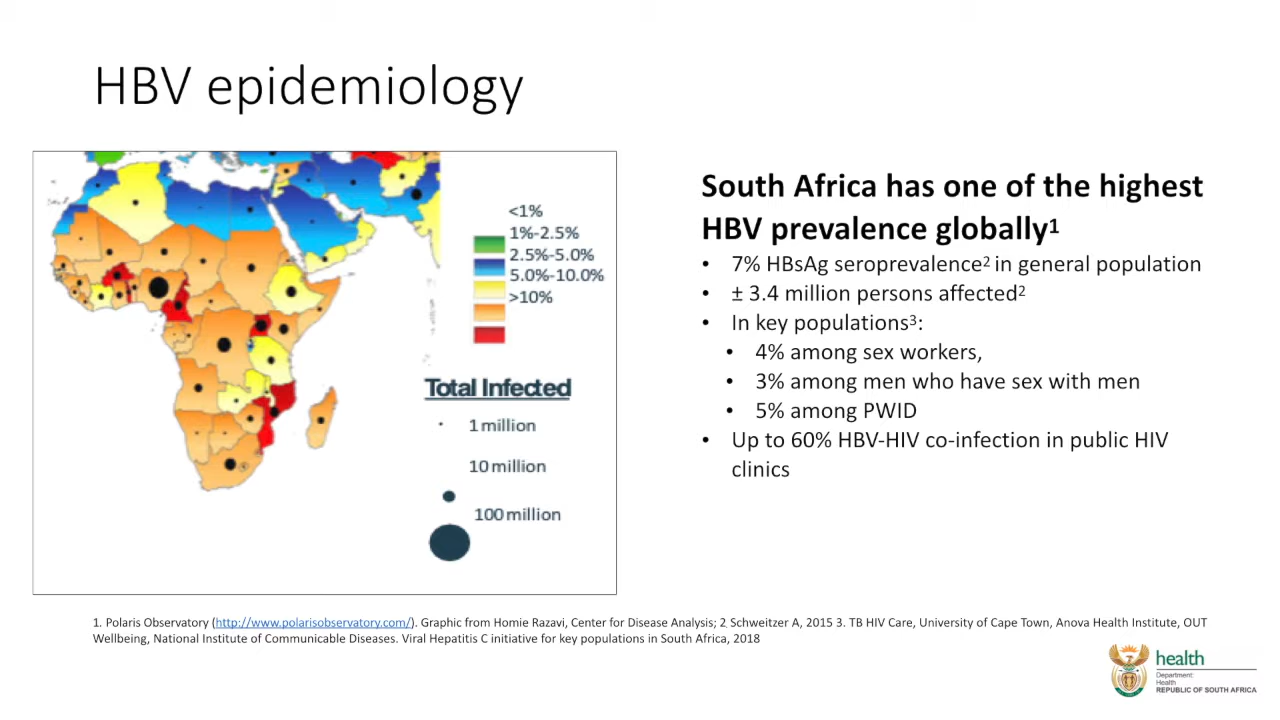 HBV epidemiology
<1%
1%-2.5%
2.5%-5.0%
5.0%-10.0%
>10%
Total Infected
1 million
10 million
100 million
South Africa has one of the highest
HBV prevalence globally1
• 7% HBsAg seroprevalence2 in general population
• ± 3.4 million persons affected2
• In key populations3:
• 4% among sex workers,
• 3% among men who have sex with men
• 5% among PWID
• Up to 60% HBV-HIV co-infection in public HIV
clinics
1. Polaris Observatory (http://www.polarisobservatory.com/). Graphic from Homie Razavi, Center for Disease Analysis; 2. Schweitzer A, 2015 3. TB HIV Care, University of Cape Town, Anova Health Institute, OUT
Wellbeing, National Institute of Communicable Diseases. Viral Hepatitis C initiative for key populations in South Africa, 2018
health
Department:
Health
REPUBLIC OF SOUTH AFRICA